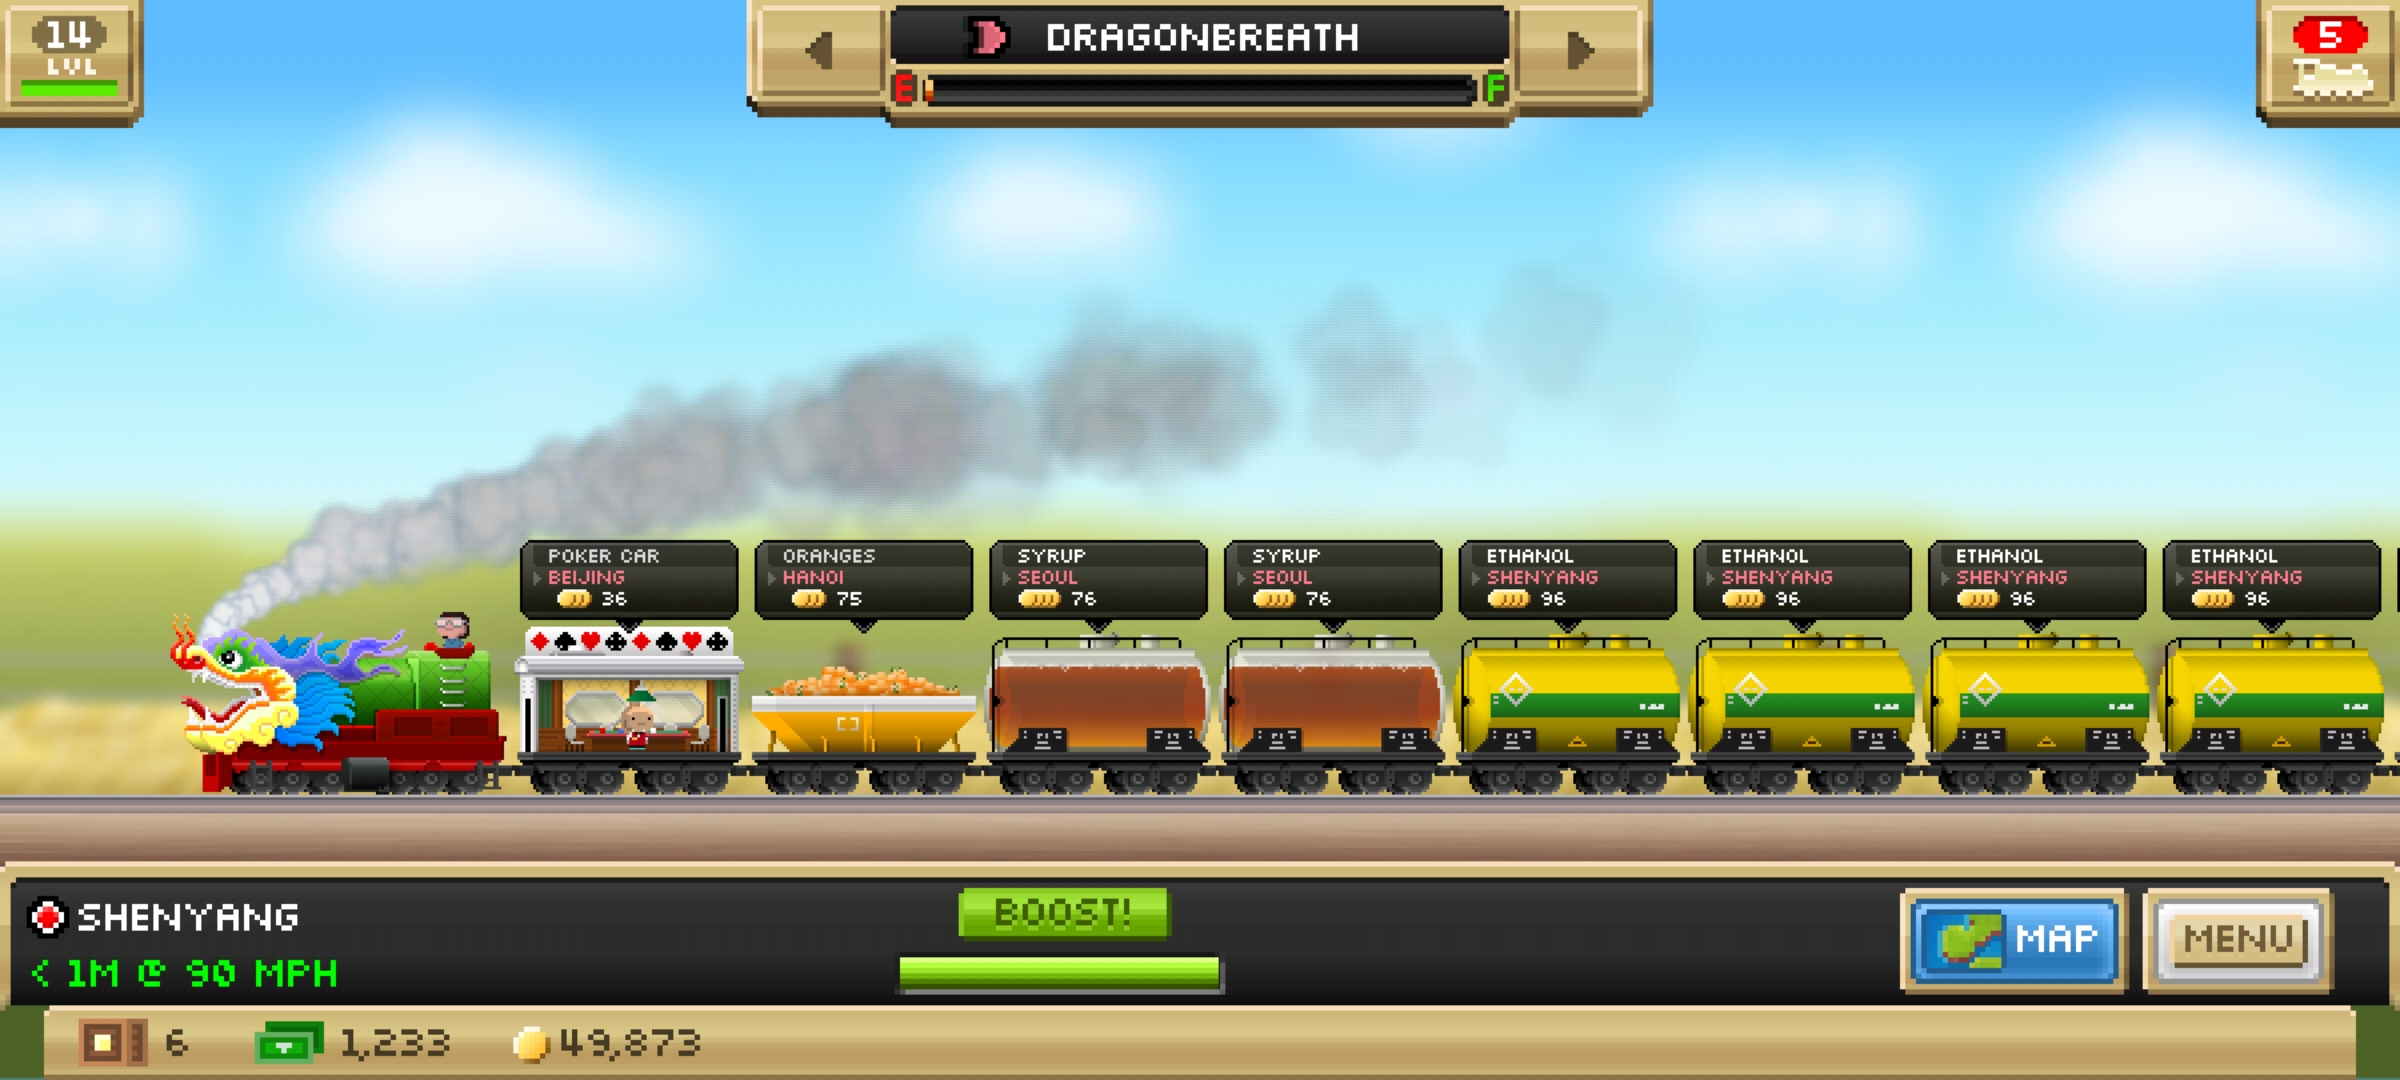 14
LVL
DRAGONBREATH
E
F
5
POKER CAR
BEIJING
36
ORANGES
HANOI
75
SYRUP
SEOUL
76
SYRUP
SEOUL
76
ETHANOL
SHENYANG
96
ETHANOL
SHENYANG
96
ETHANOL
SHENYANG
96
ETHANOL
SHENYANG
96
SHENYANG
< 1M @ 90 MPH
BOOST!
MAP
MENU
6
1,233
49,873